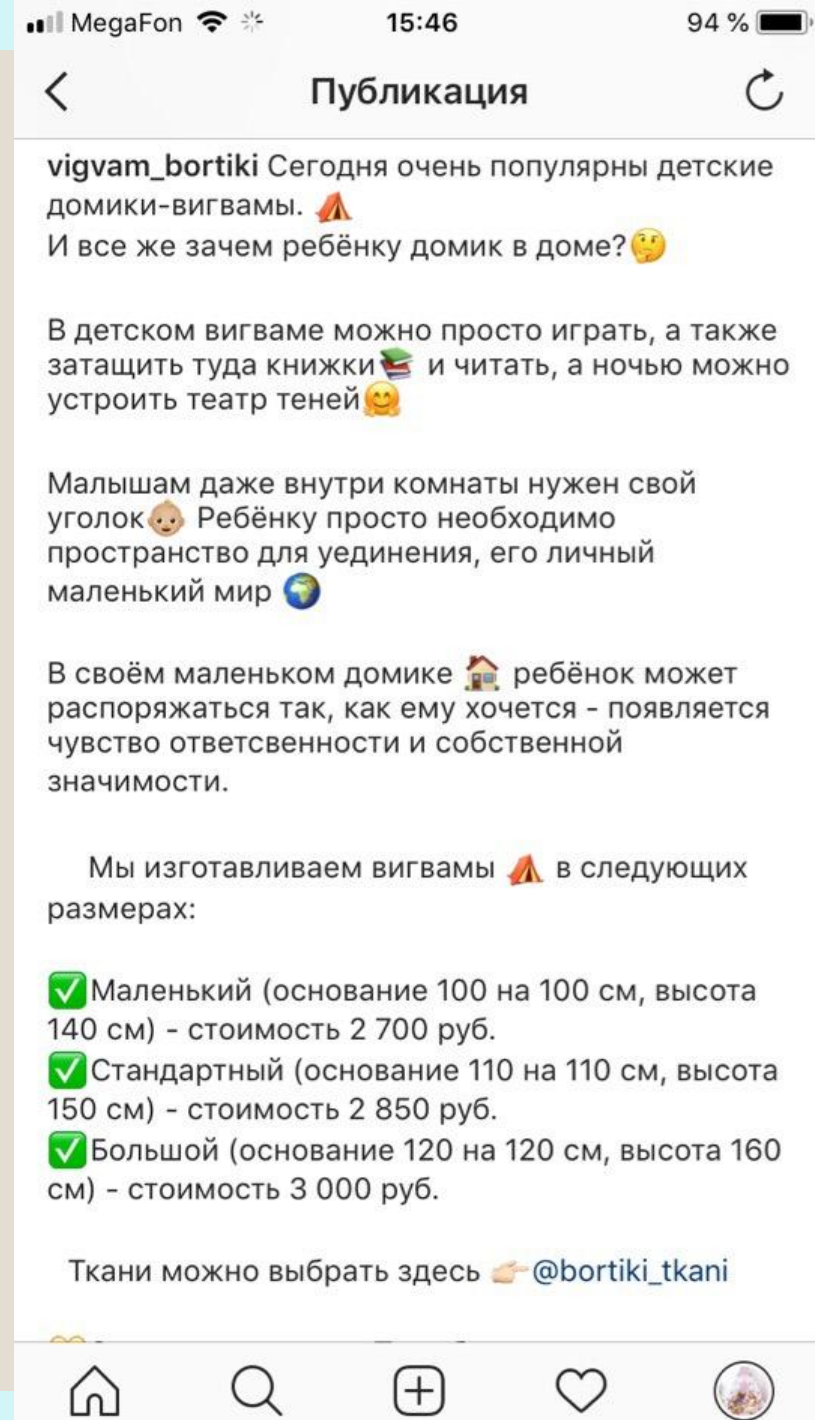 MegaFon 15:46 94 %
Публикация
vigvam_bortiki Сегодня очень популярны детские
домики-вигвамы. ⛺
И все же зачем ребёнку домик в доме?🤔
В детском вигваме можно просто играть, а также
затащить туда книжки📚 и читать, а ночью можно
устроить театр теней🤗
Малышам даже внутри комнаты нужен свой
уголок👶🏼 Ребёнку просто необходимо
пространство для уединения, его личный
маленький мир 🌍
В своём маленьком домике 🏠 ребёнок может
распоряжаться так, как ему хочется - появляется
чувство ответсвенности и собственной
значимости.
Мы изготавливаем вигвамы ⛺ в следующих
размерах:
✅Маленький (основание 100 на 100 см, высота
140 см) - стоимость 2 700 руб.
✅Стандартный (основание 110 на 110 см, высота
150 см) - стоимость 2 850 руб.
✅Большой (основание 120 на 120 см, высота 160
см) - стоимость 3 000 руб.
Ткани можно выбрать здесь 👉🏻@bortiki_tkani